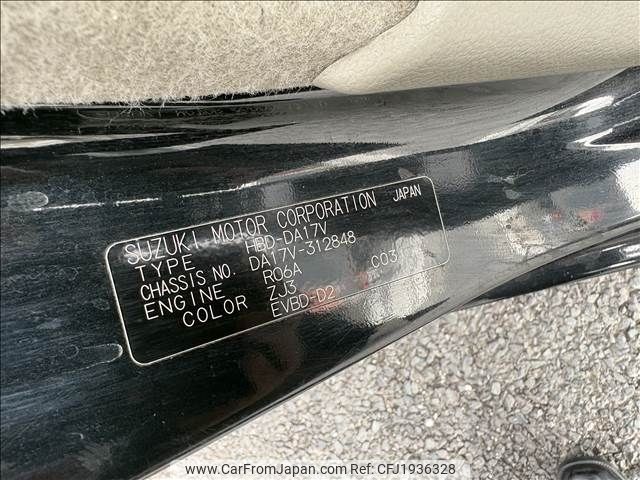 SUZUKI MOTOR CORPORATION JAPAN
TYPE HBD-DA17V
CHASSIS NO. DA17V-312848
ENGINE R06A C03
COLOR ZJ3
EVBD-D2
www.CarFromJapan.com - CFJ1936328